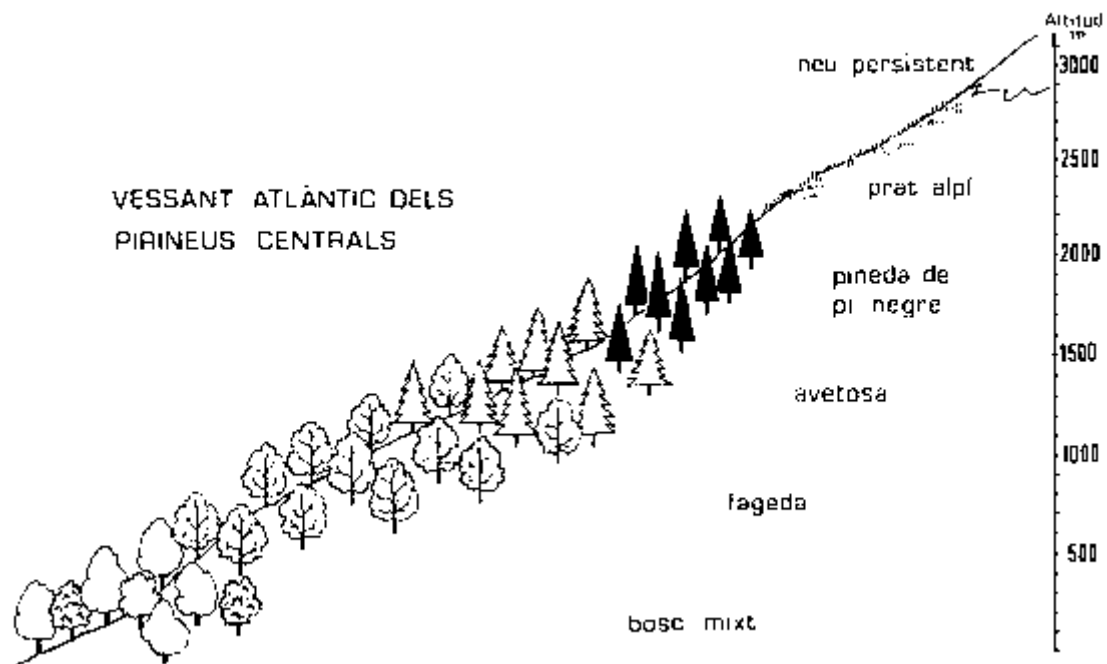 Altitud
m
neu persistent
3000
2500
VESSANT ATLÀNTIC DELS
PIRINEUS CENTRALS
prat alpí
2000
pineda de
pi negre
1500
avetosa
1000
fageda
500
bosc mixt